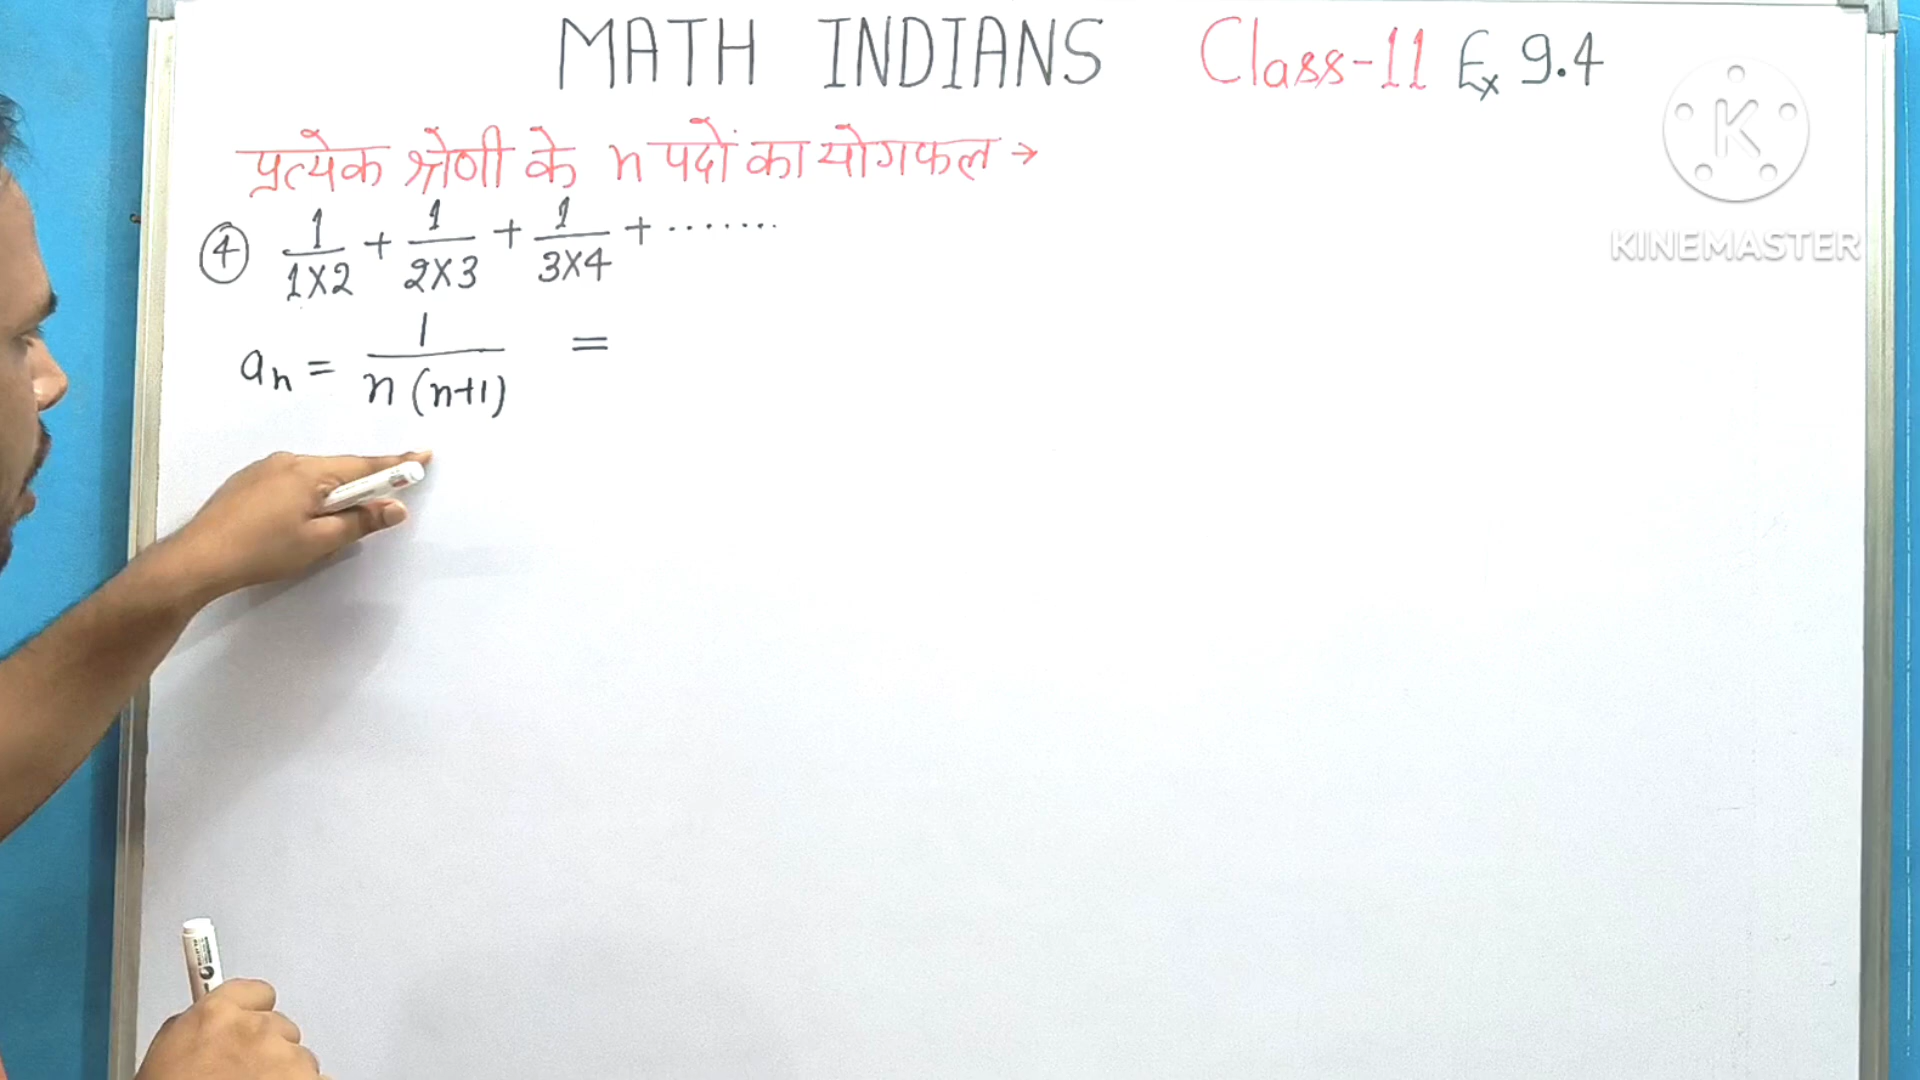 MATH INDIANS Class-11 Ex 9.4
प्रत्येक श्रेणी के n पदों का योगफल →
④ 1/1×2 + 1/2×3 + 1/3×4 + .......
aₙ = 1/n(n+1) =
K
KINEMASTER